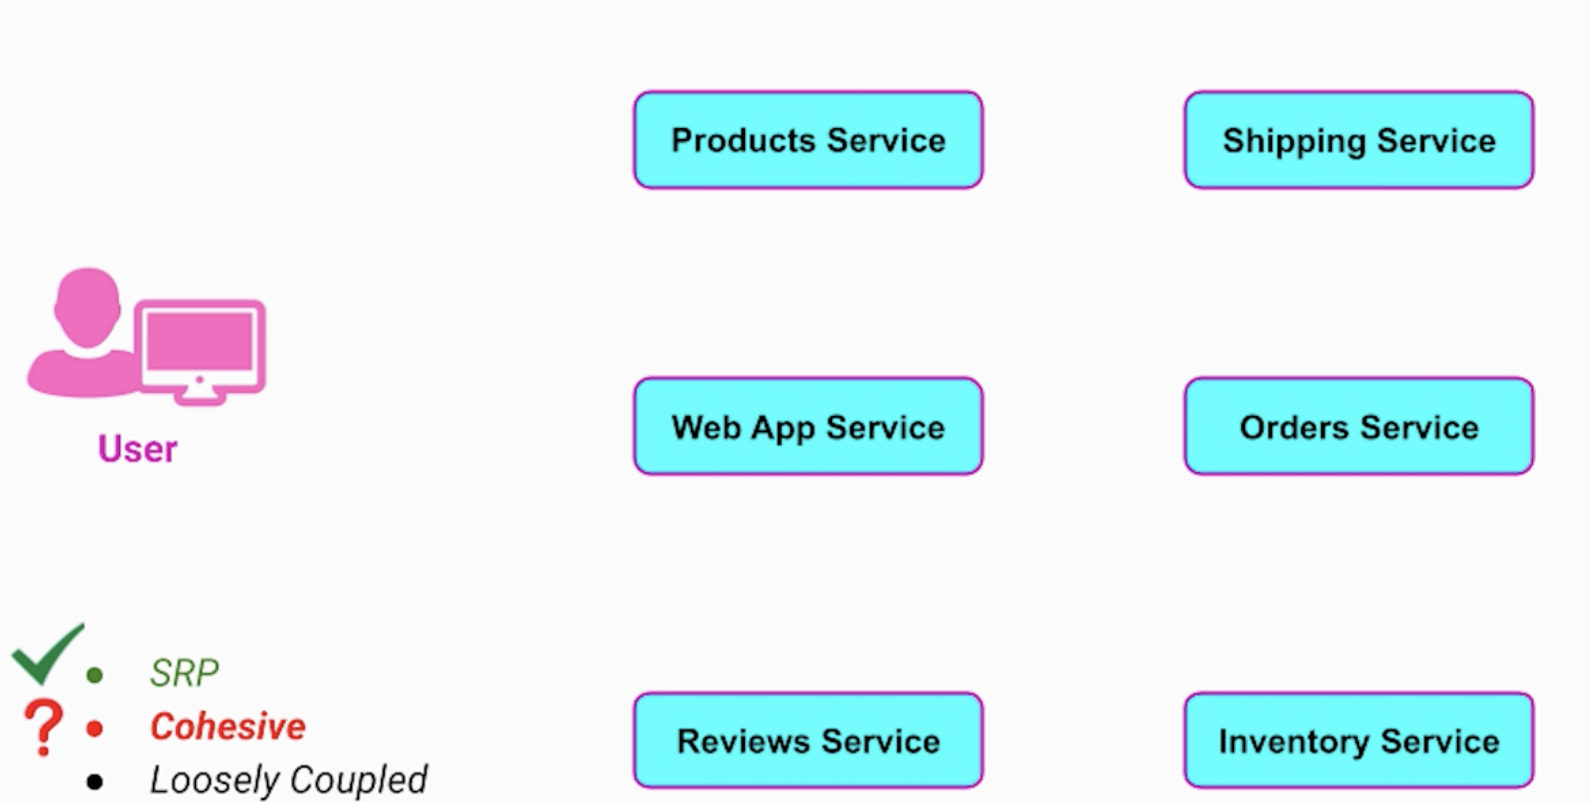 Products Service
Shipping Service
Web App Service
Orders Service
User
SRP
Cohesive
Loosely Coupled
Reviews Service
Inventory Service